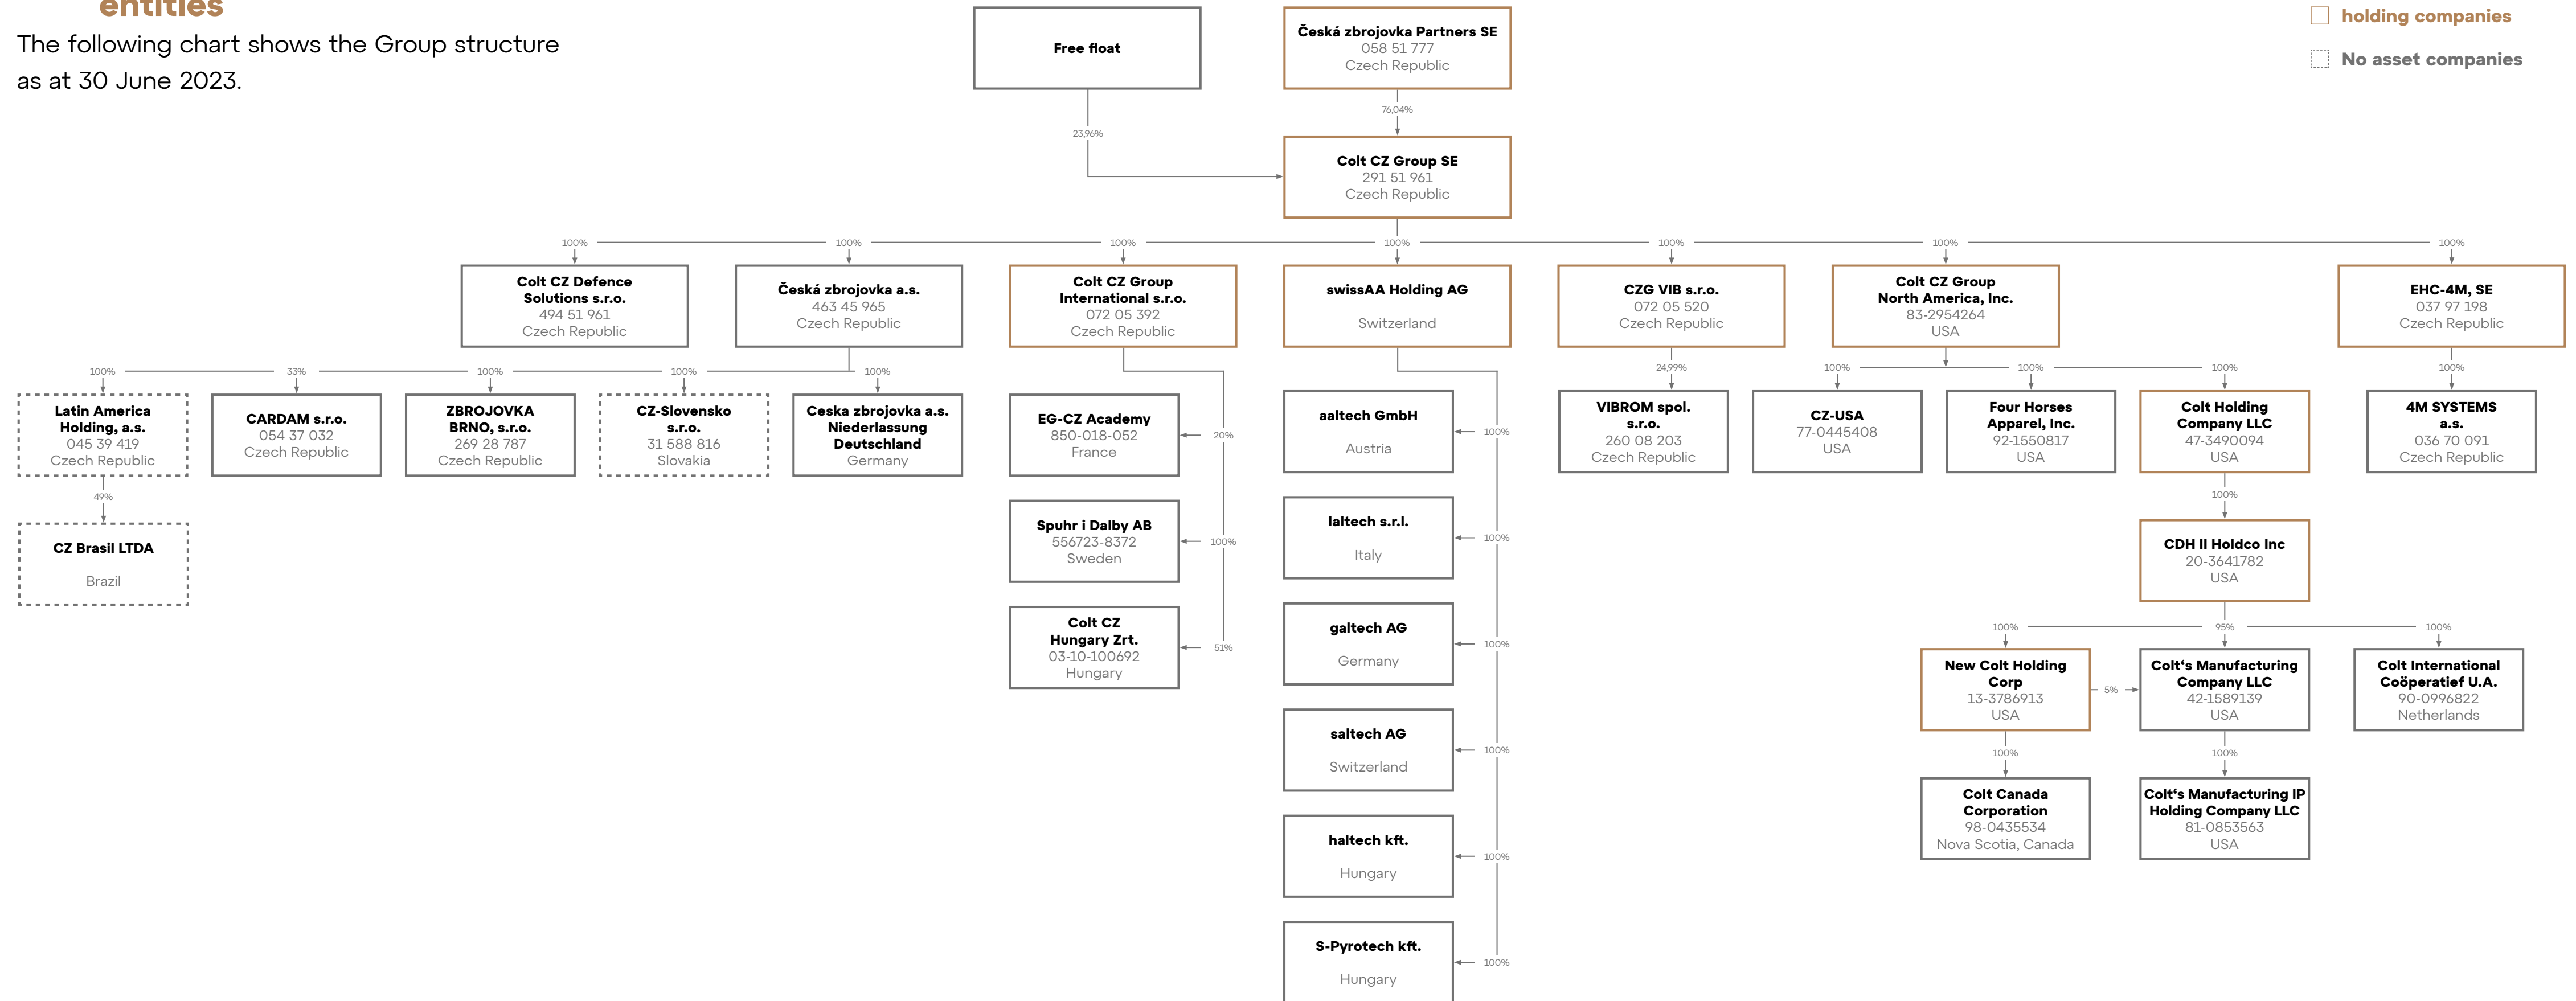 entities
The following chart shows the Group structure
as at 30 June 2023.
holding companies
No asset companies
Free float
Česká zbrojovka Partners SE
058 51 777
Czech Republic
76,04%
23,96%
Colt CZ Group SE
291 51 961
Czech Republic
100%
100%
100%
100%
100%
100%
100%
Colt CZ Defence
Solutions s.r.o.
494 51 961
Czech Republic
Česká zbrojovka a.s.
463 45 965
Czech Republic
Colt CZ Group
International s.r.o.
072 05 392
Czech Republic
swissAA Holding AG
Switzerland
CZG VIB s.r.o.
072 05 520
Czech Republic
Colt CZ Group
North America, Inc.
83-2954264
USA
EHC-4M, SE
037 97 198
Czech Republic
100%
33%
100%
100%
100%
24,99%
100%
100%
100%
100%
Latin America
Holding, a.s.
045 39 419
Czech Republic
CARDAM s.r.o.
054 37 032
Czech Republic
ZBROJOVKA
BRNO, s.r.o.
269 28 787
Czech Republic
CZ-Slovensko
s.r.o.
31 588 816
Slovakia
Ceska zbrojovka a.s.
Niederlassung
Deutschland
Germany
EG-CZ Academy
850-018-052
France
20%
aaltech GmbH
Austria
100%
VIBROM spol.
s.r.o.
260 08 203
Czech Republic
CZ-USA
77-0445408
USA
Four Horses
Apparel, Inc.
92-1550817
USA
Colt Holding
Company LLC
47-3490094
USA
4M SYSTEMS
a.s.
036 70 091
Czech Republic
49%
100%
CZ Brasil LTDA
Brazil
Spuhr i Dalby AB
556723-8372
Sweden
100%
Ialtech s.r.l.
Italy
100%
CDH II Holdco Inc
20-3641782
USA
Colt CZ
Hungary Zrt.
03-10-100692
Hungary
51%
galtech AG
Germany
100%
100%
95%
100%
New Colt Holding
Corp
13-3786913
USA
5%
Colt‘s Manufacturing
Company LLC
42-1589139
USA
Colt International
Coöperatief U.A.
90-0996822
Netherlands
saltech AG
Switzerland
100%
100%
100%
Colt Canada
Corporation
98-0435534
Nova Scotia, Canada
Colt‘s Manufacturing IP
Holding Company LLC
81-0853563
USA
haltech kft.
Hungary
100%
S-Pyrotech kft.
Hungary
100%